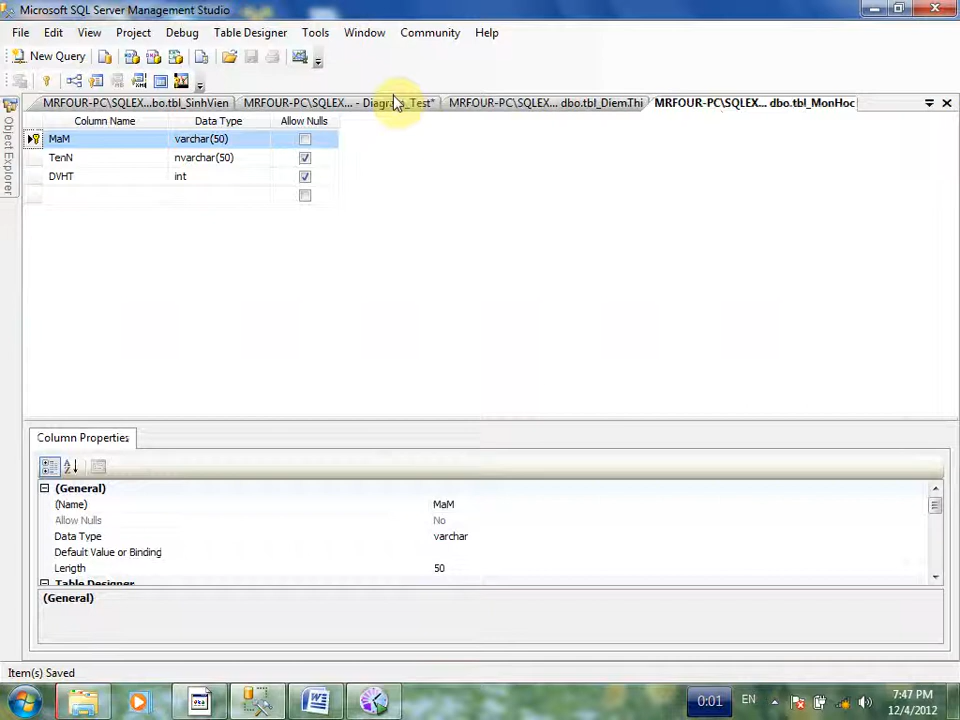 Microsoft SQL Server Management Studio
File Edit View Project Debug Table Designer Tools Window Community Help
New Query
MRFOUR-PC\SQLEX...bo.tbl_SinhVien MRFOUR-PC\SQLEX... - Diagram_Test* MRFOUR-PC\SQLEX... dbo.tbl_DiemThi MRFOUR-PC\SQLEX... dbo.tbl_MonHoc
Object Explorer
Column Name Data Type Allow Nulls
MaM varchar(50)
TenN nvarchar(50)
DVHT int
Column Properties
(General)
(Name) MaM
Allow Nulls No
Data Type varchar
Default Value or Binding
Length 50
Table Designer
(General)
Item(s) Saved
0:01 EN 7:47 PM
12/4/2012